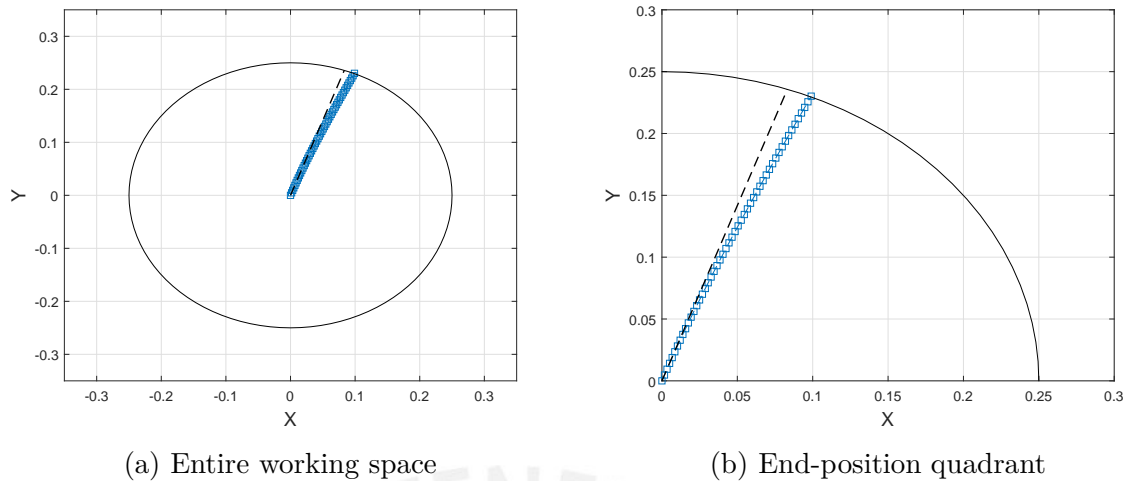 0.3
0.2
0.1
0
-0.1
-0.2
-0.3
Y
-0.3 -0.2 -0.1 0 0.1 0.2 0.3
X
(a) Entire working space
0.3
0.25
0.2
0.15
0.1
0.05
0
Y
0 0.05 0.1 0.15 0.2 0.25 0.3
X
(b) End-position quadrant